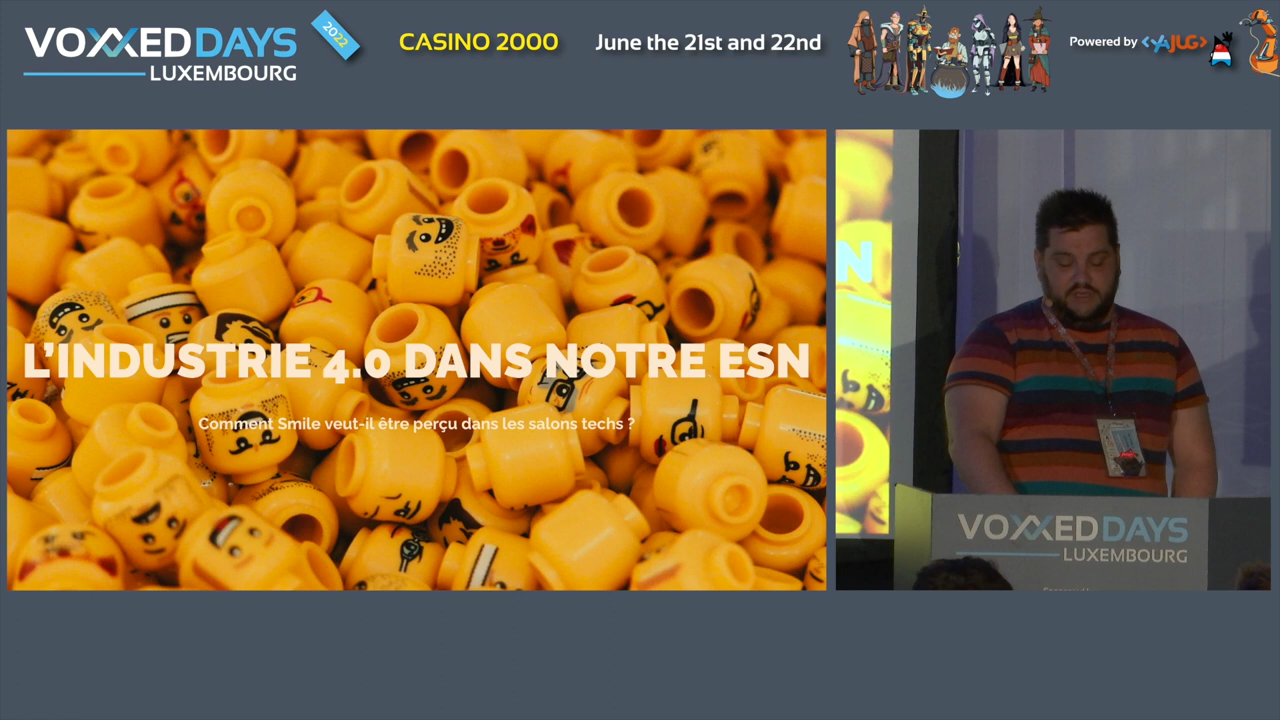 VOXXED DAYS
LUXEMBOURG
2022
CASINO 2000
June the 21st and 22nd
Powered by <YAJUG>
L'INDUSTRIE 4.0 DANS NOTRE ESN
Comment Smile veut-il être perçu dans les salons techs ?
N
VOXXED DAYS
LUXEMBOURG